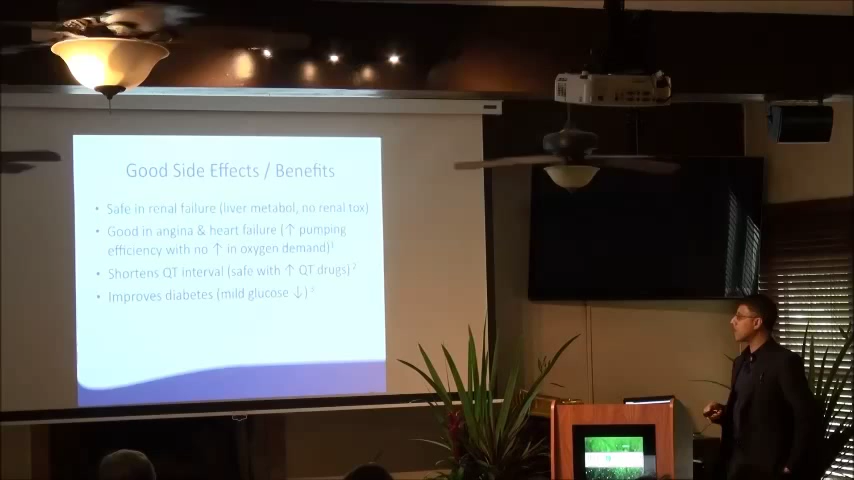 Good Side Effects / Benefits
• Safe in renal failure (liver metabol, no renal tox)
• Good in angina & heart failure (↑ pumping
efficiency with no ↑ in oxygen demand)¹
• Shortens QT interval (safe with ↑ QT drugs)²
• Improves diabetes (mild glucose ↓)³